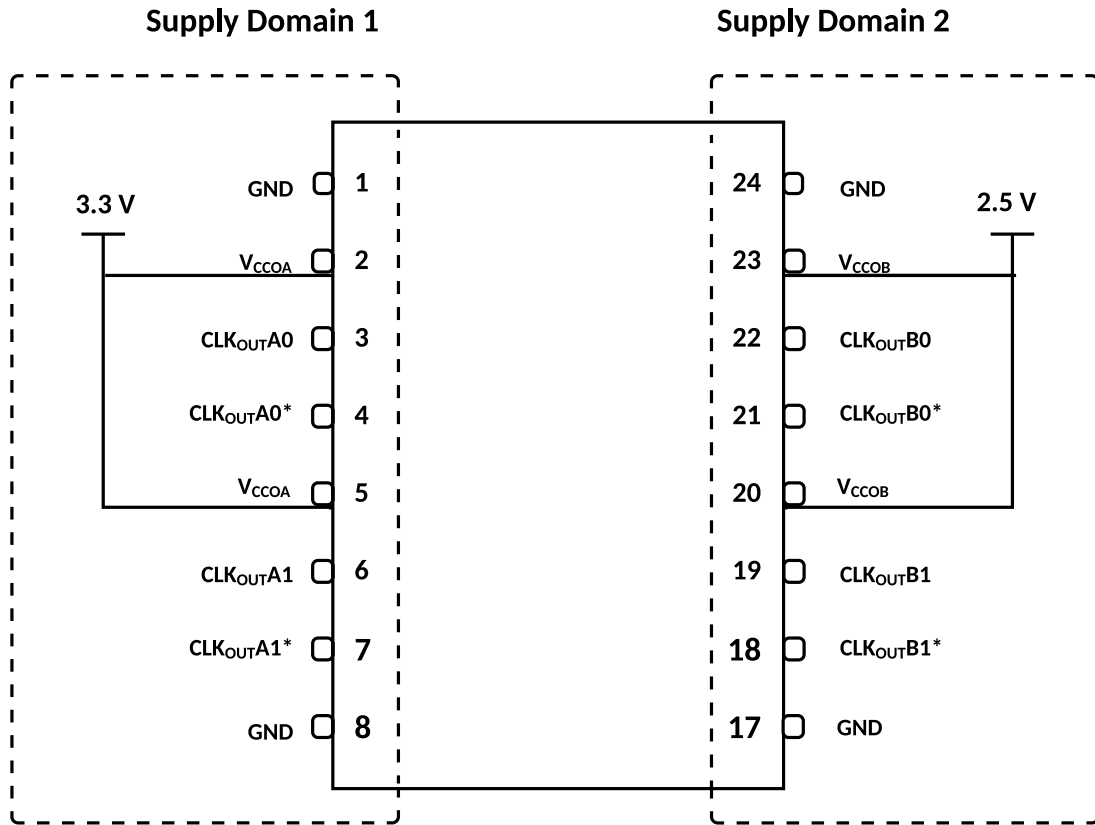 Supply Domain 1
Supply Domain 2
GND 1 24 GND
3.3 V
2.5 V
VCCOA 2 23 VCCOB
CLKOUTA0 3 22 CLKOUTB0
CLKOUTA0* 4 21 CLKOUTB0*
VCCOA 5 20 VCCOB
CLKOUTA1 6 19 CLKOUTB1
CLKOUTA1* 7 18 CLKOUTB1*
GND 8 17 GND